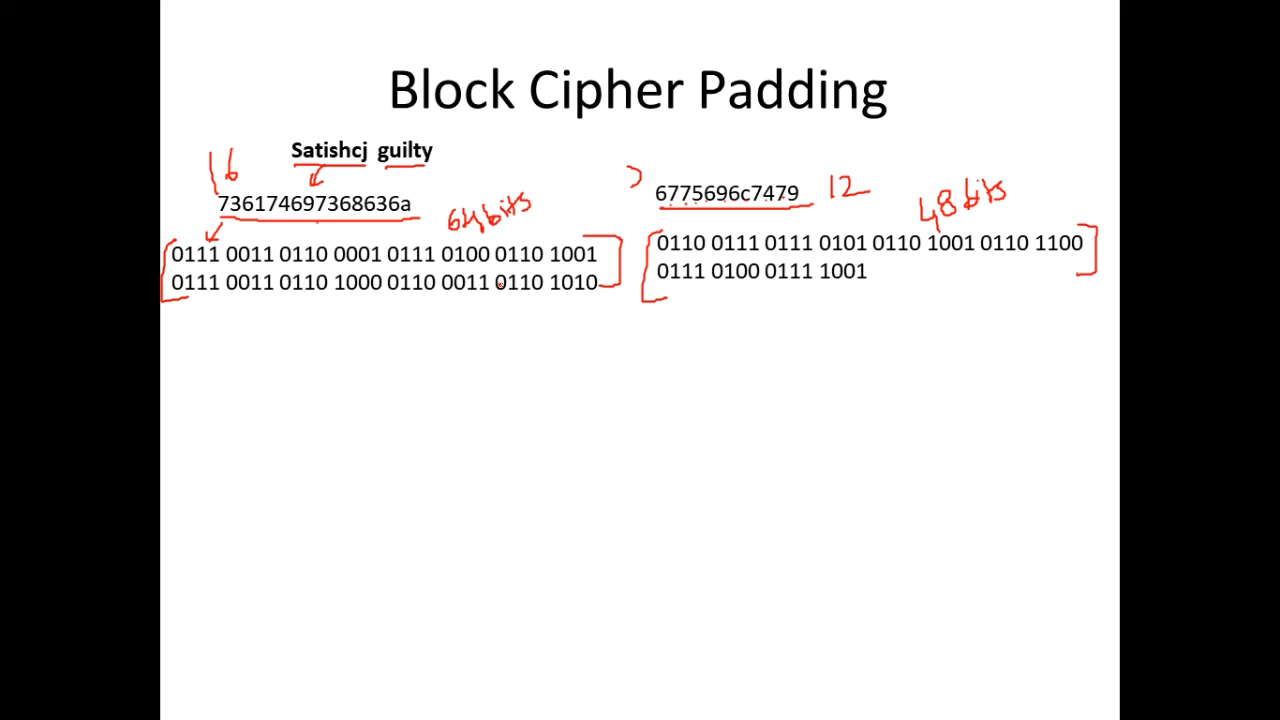 Block Cipher Padding
Satishcj guilty
16
736174697368636a
64bits
0111 0011 0110 0001 0111 0100 0110 1001
0111 0011 0110 1000 0110 0011 0110 1010
6775696c7479 12
48bits
0110 0111 0111 0101 0110 1001 0110 1100
0111 0100 0111 1001